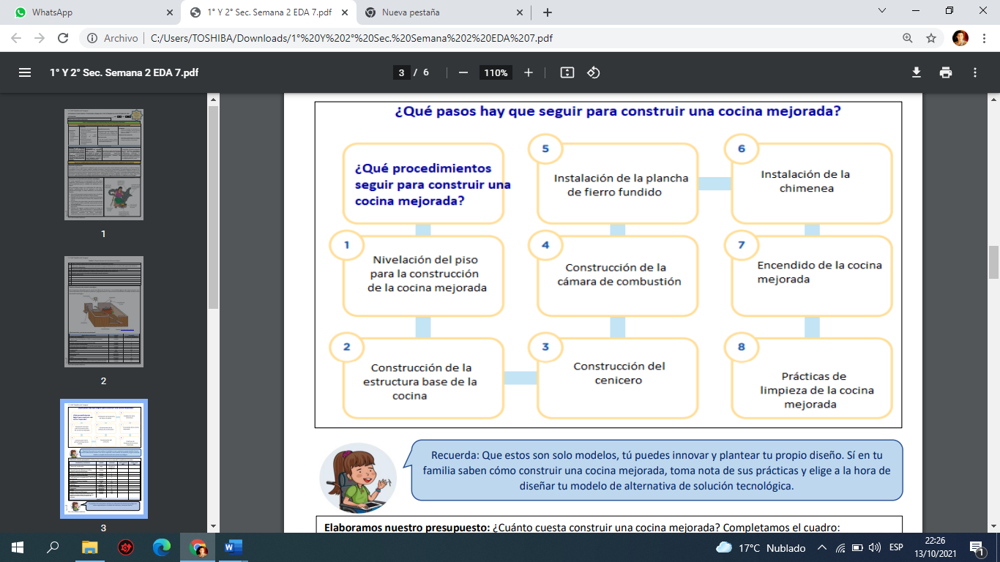 WhatsApp
1° Y 2° Sec. Semana 2 EDA 7.pdf
Nueva pestaña
Archivo
C:/Users/TOSHIBA/Downloads/1°%20Y%202°%20Sec.%20Semana%202%20EDA%207.pdf
1° Y 2° Sec. Semana 2 EDA 7.pdf
3 / 6
110%
1
2
3
¿Qué pasos hay que seguir para construir una cocina mejorada?
¿Qué procedimientos
seguir para construir una
cocina mejorada?
1
Nivelación del piso
para la construcción
de la cocina mejorada
2
Construcción de la
estructura base de la
cocina
3
Construcción del
cenicero
4
Construcción de la
cámara de combustión
5
Instalación de la plancha
de fierro fundido
6
Instalación de la
chimenea
7
Encendido de la cocina
mejorada
8
Prácticas de
limpieza de la cocina
mejorada
Recuerda: Que estos son solo modelos, tú puedes innovar y plantear tu propio diseño. Sí en tu
familia saben cómo construir una cocina mejorada, toma nota de sus prácticas y elige a la hora de
diseñar tu modelo de alternativa de solución tecnológica.
Elaboramos nuestro presupuesto: ¿Cuánto cuesta construir una cocina mejorada? Completamos el cuadro:
17°C Nublado
ESP
22:26
13/10/2021
1